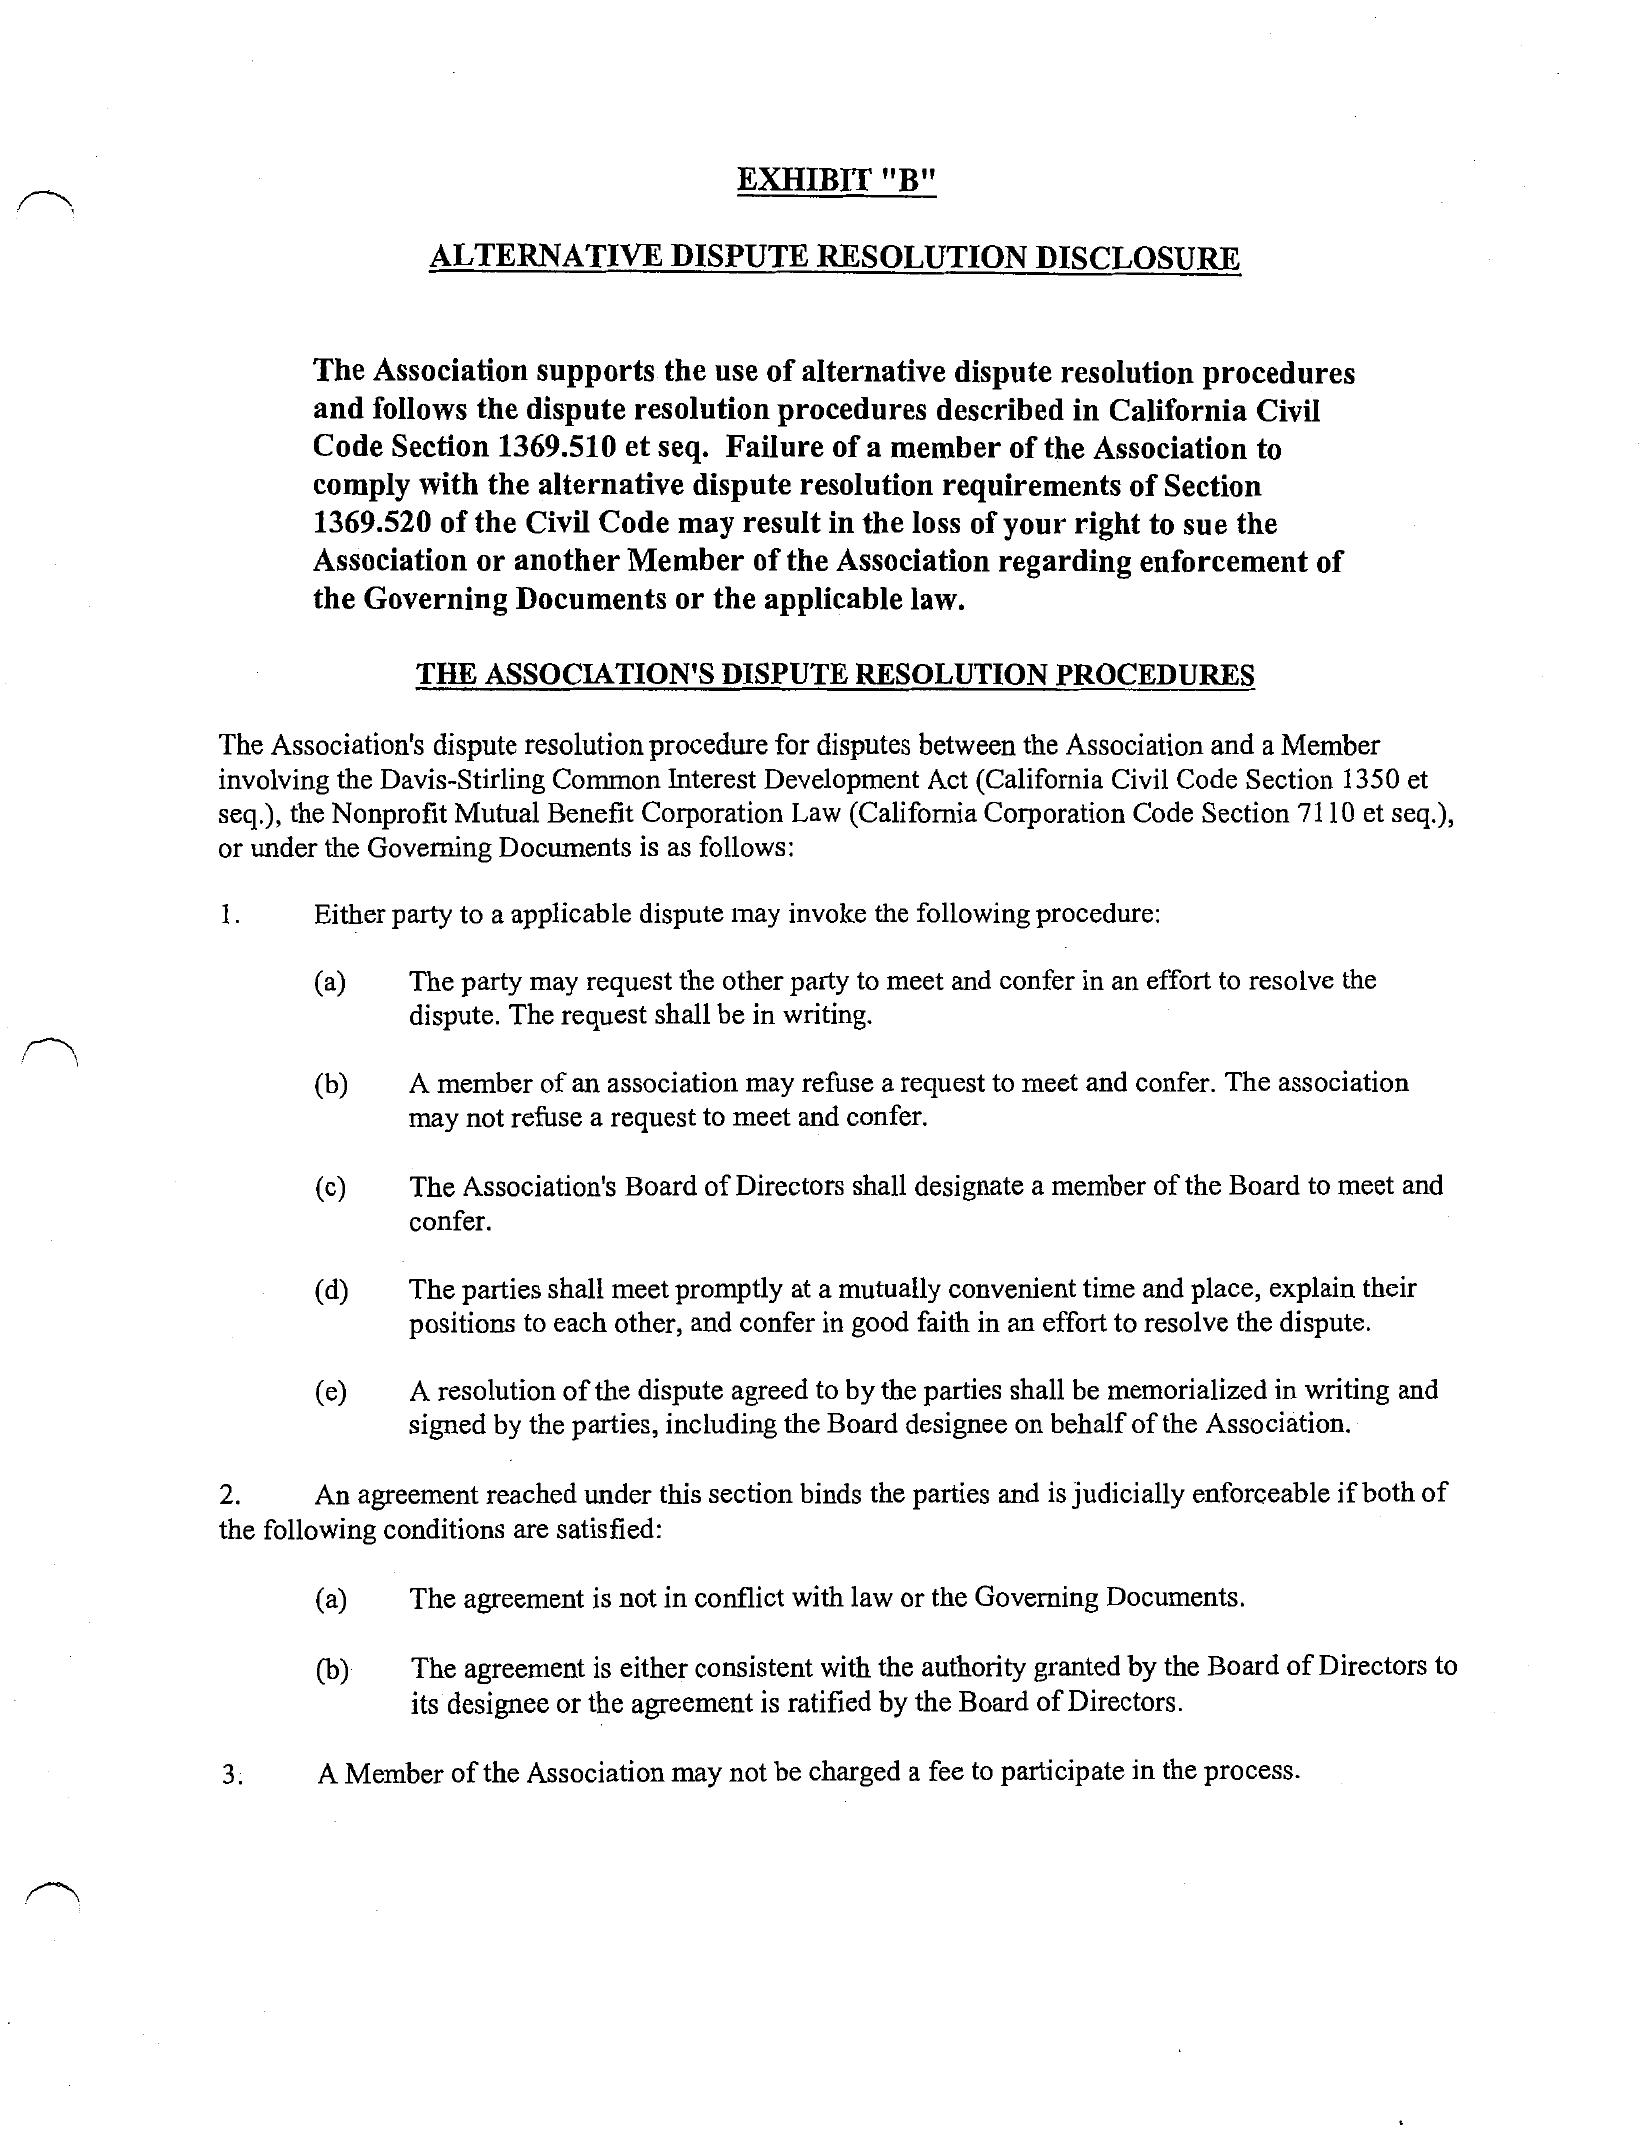 EXHIBIT "B"
ALTERNATIVE DISPUTE RESOLUTION DISCLOSURE
The Association supports the use of alternative dispute resolution procedures
and follows the dispute resolution procedures described in California Civil
Code Section 1369.510 et seq. Failure of a member of the Association to
comply with the alternative dispute resolution requirements of Section
1369.520 of the Civil Code may result in the loss of your right to sue the
Association or another Member of the Association regarding enforcement of
the Governing Documents or the applicable law.
THE ASSOCIATION'S DISPUTE RESOLUTION PROCEDURES
The Association's dispute resolution procedure for disputes between the Association and a Member
involving the Davis-Stirling Common Interest Development Act (California Civil Code Section 1350 et
seq.), the Nonprofit Mutual Benefit Corporation Law (California Corporation Code Section 7110 et seq.),
or under the Governing Documents is as follows:
1. Either party to a applicable dispute may invoke the following procedure:
(a) The party may request the other party to meet and confer in an effort to resolve the
dispute. The request shall be in writing.
(b) A member of an association may refuse a request to meet and confer. The association
may not refuse a request to meet and confer.
(c) The Association's Board of Directors shall designate a member of the Board to meet and
confer.
(d) The parties shall meet promptly at a mutually convenient time and place, explain their
positions to each other, and confer in good faith in an effort to resolve the dispute.
(e) A resolution of the dispute agreed to by the parties shall be memorialized in writing and
signed by the parties, including the Board designee on behalf of the Association.
2. An agreement reached under this section binds the parties and is judicially enforceable if both of
the following conditions are satisfied:
(a) The agreement is not in conflict with law or the Governing Documents.
(b) The agreement is either consistent with the authority granted by the Board of Directors to
its designee or the agreement is ratified by the Board of Directors.
3. A Member of the Association may not be charged a fee to participate in the process.